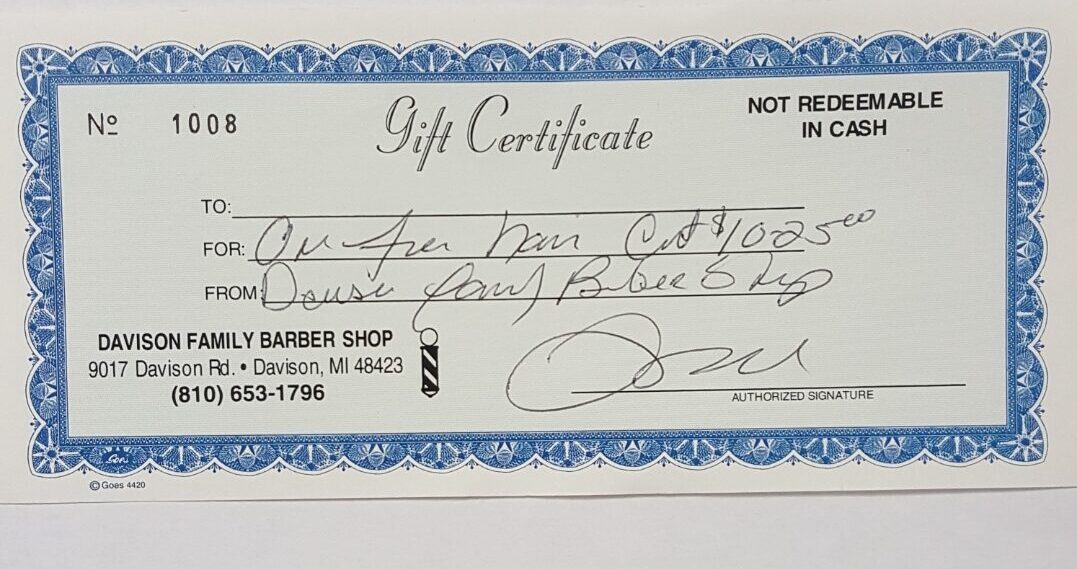 Nº 1008
Gift Certificate
NOT REDEEMABLE
IN CASH
TO:
FOR: One free Hair Cut $10-25.00
FROM: Davison Family Barber Shop
DAVISON FAMILY BARBER SHOP
9017 Davison Rd. • Davison, MI 48423
(810) 653-1796
AUTHORIZED SIGNATURE
Goes
© Goes 4420